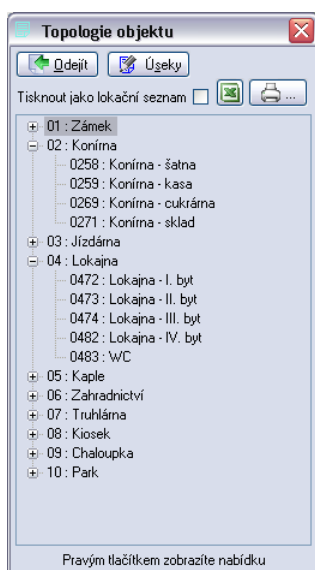 Topologie objektu
Odejít Úseky
Tisknout jako lokační seznam ...
01 : Zámek
02 : Konírna
0258 : Konírna - šatna
0259 : Konírna - kasa
0269 : Konírna - cukrárna
0271 : Konírna - sklad
03 : Jízdárna
04 : Lokajna
0472 : Lokajna - I. byt
0473 : Lokajna - II. byt
0474 : Lokajna - III. byt
0482 : Lokajna - IV. byt
0483 : WC
05 : Kaple
06 : Zahradnictví
07 : Truhlárna
08 : Kiosek
09 : Chaloupka
10 : Park
Pravým tlačítkem zobrazíte nabídku